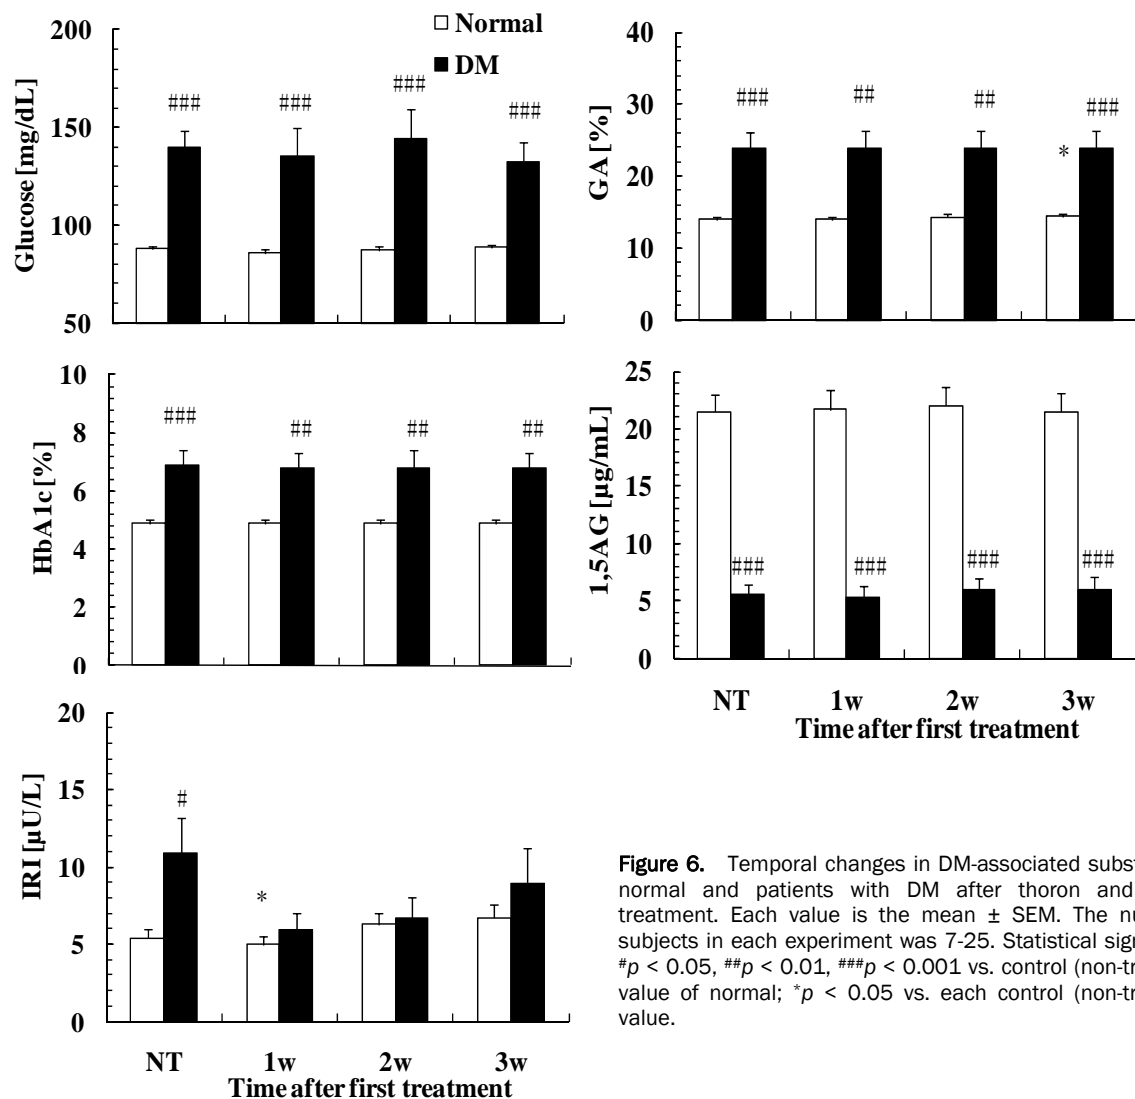 Normal
DM
200
150
100
50
Glucose [mg/dL]
###
###
###
###
40
30
20
10
0
GA [%]
###
##
##
###
*
10
8
6
4
2
0
HbA1c [%]
###
##
##
##
25
20
15
10
5
0
1,5AG [µg/mL]
###
###
###
###
NT 1w 2w 3w
Time after first treatment
20
15
10
5
0
IRI [µU/L]
#
*
NT 1w 2w 3w
Time after first treatment
Figure 6. Temporal changes in DM-associated subst
normal and patients with DM after thoron and
treatment. Each value is the mean ± SEM. The nu
subjects in each experiment was 7-25. Statistical sign
#p < 0.05, ##p < 0.01, ###p < 0.001 vs. control (non-tr
value of normal; *p < 0.05 vs. each control (non-tr
value.